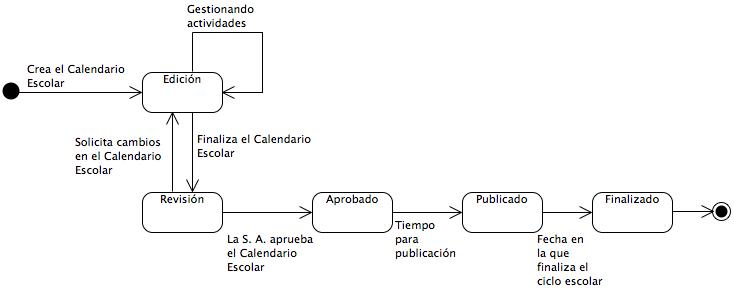 Gestionando
actividades
Crea el Calendario
Escolar
Edición
Solicita cambios
en el Calendario
Escolar
Finaliza el Calendario
Escolar
Revisión
Aprobado
Publicado
Finalizado
La S. A. aprueba
el Calendario
Escolar
Tiempo
para
publicación
Fecha en
la que
finaliza el
ciclo escolar